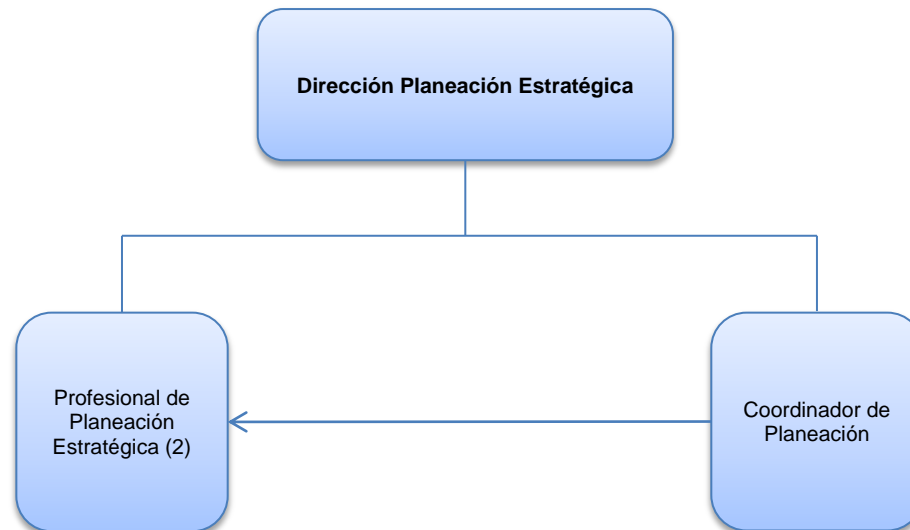 Dirección Planeación Estratégica
Profesional de
Planeación
Estratégica (2)
Coordinador de
Planeación